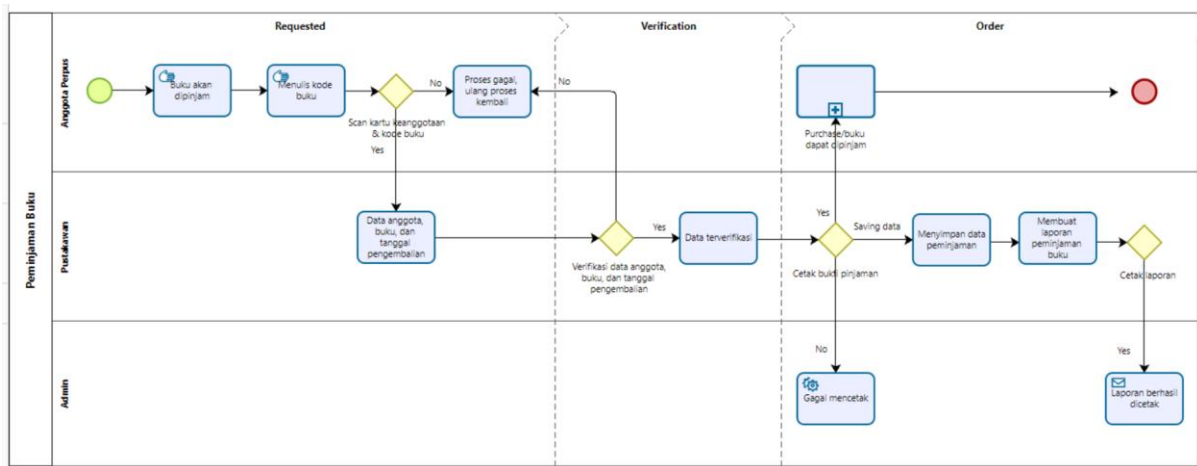 Requested
Verification
Order
Peminjaman Buku
Anggota Perpus
Buku akan
dipinjam
Menulis kode
buku
No
Proses gagal,
ulang proses
kembali
No
Scan kartu keanggotaan
& kode buku
Yes
Purchase/buku
dapat dipinjam
Pustakawan
Data anggota,
buku, dan
tanggal
pengembalian
Yes
Data terverifikasi
Verifikasi data anggota,
buku, dan tanggal
pengembalian
Yes
Saving data
Menyimpan data
peminjaman
Membuat
laporan
peminjaman
buku
Cetak bukti pinjaman
Cetak laporan
Admin
No
Yes
Gagal mencetak
Laporan berhasil
dicetak